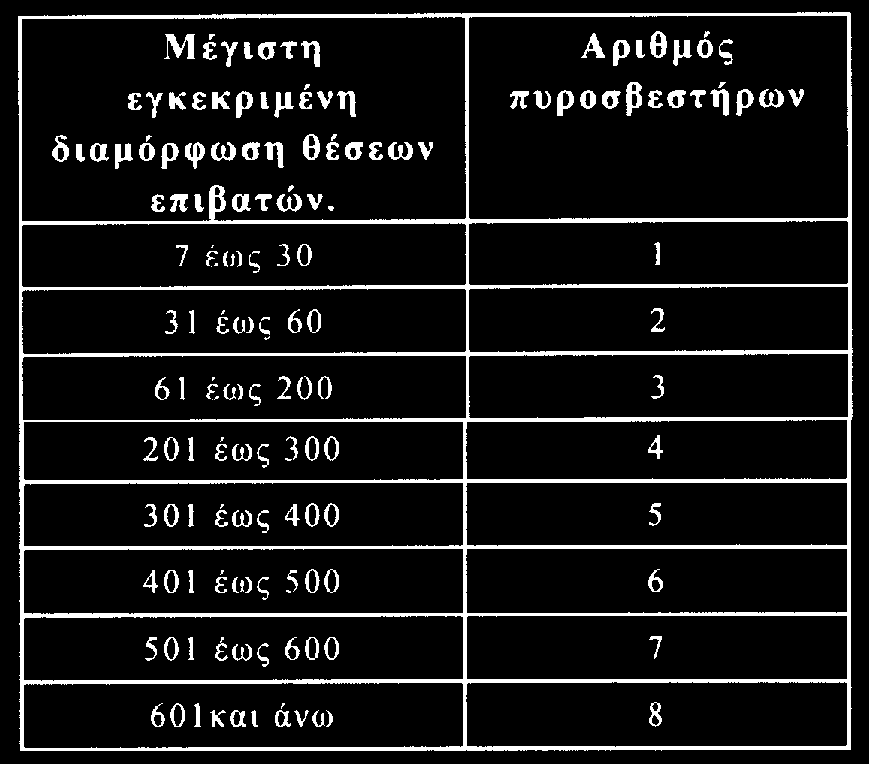 Μέγιστη
εγκεκριμένη
διαμόρφωση θέσεων
επιβατών.
Αριθμός
πυροσβεστήρων
7 έως 30 1
31 έως 60 2
61 έως 200 3
201 έως 300 4
301 έως 400 5
401 έως 500 6
501 έως 600 7
601και άνω 8